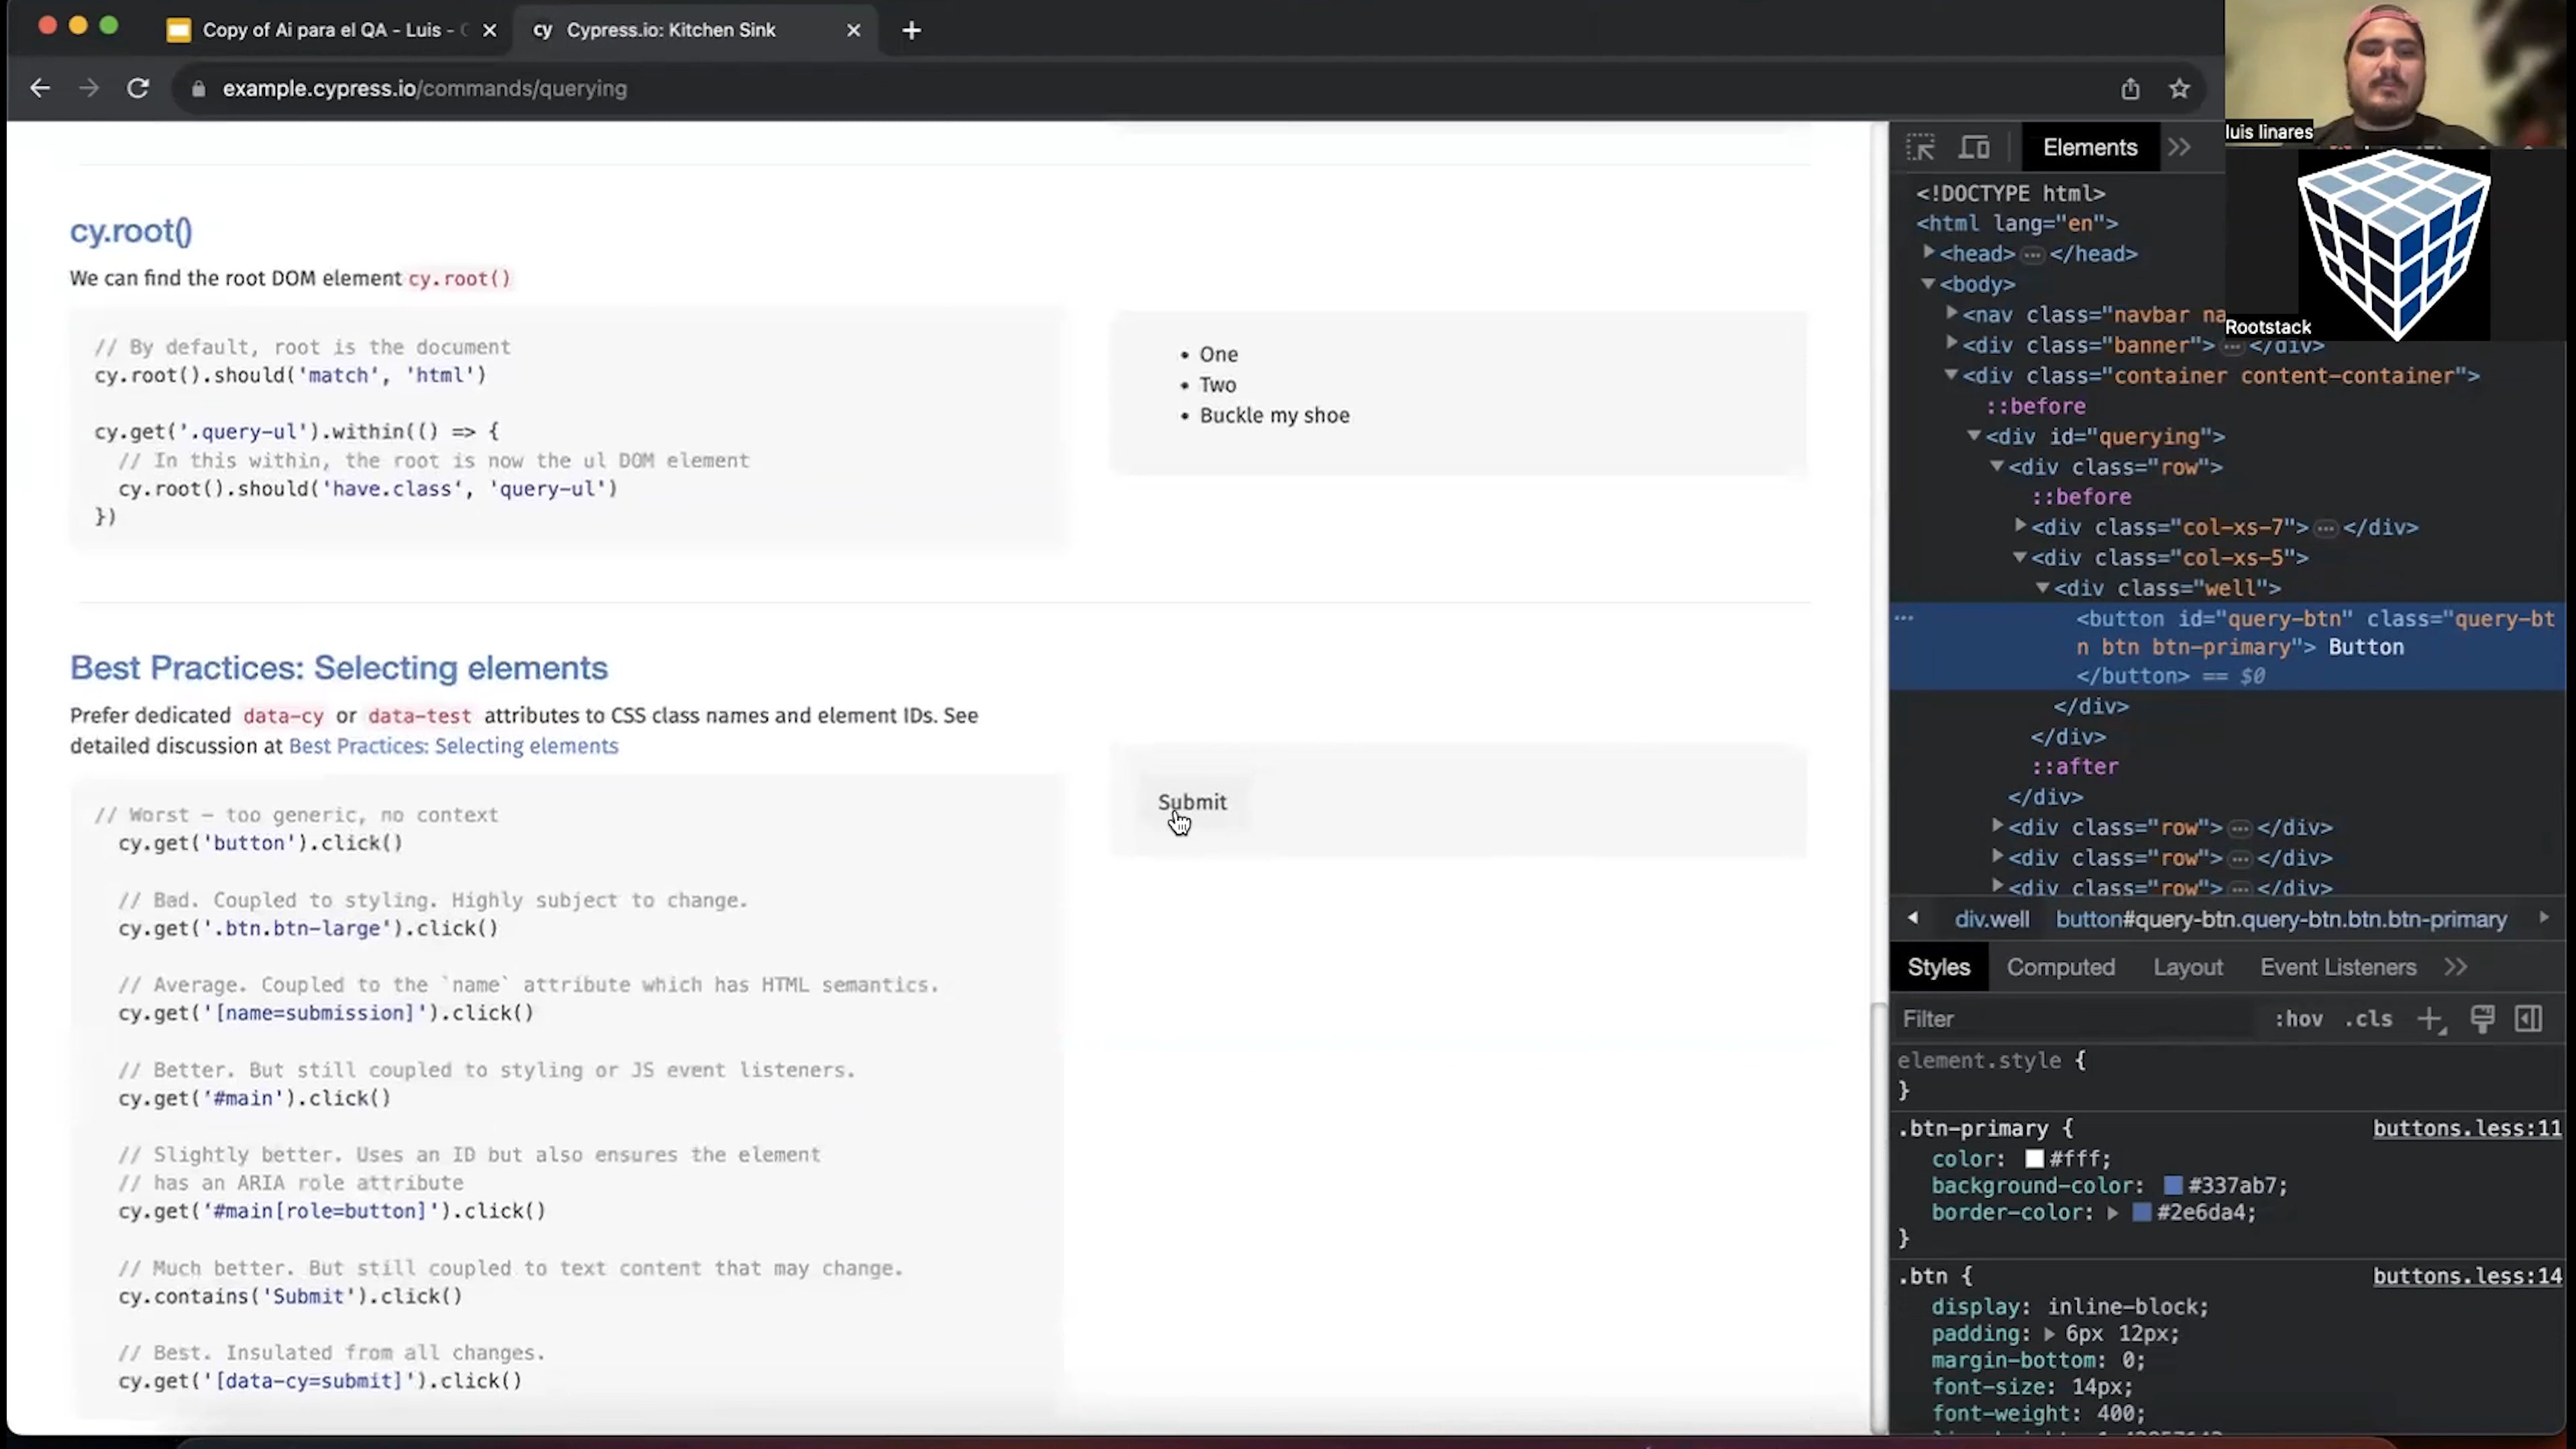 Copy of Ai para el QA - Luis -
cy Cypress.io: Kitchen Sink
example.cypress.io/commands/querying
luis linares
Rootstack
cy.root()
We can find the root DOM element cy.root()
// By default, root is the document
cy.root().should('match', 'html')
cy.get('.query-ul').within(() => {
// In this within, the root is now the ul DOM element
cy.root().should('have.class', 'query-ul')
})
• One
• Two
• Buckle my shoe
Best Practices: Selecting elements
Prefer dedicated data-cy or data-test attributes to CSS class names and element IDs. See
detailed discussion at Best Practices: Selecting elements
// Worst — too generic, no context
cy.get('button').click()
// Bad. Coupled to styling. Highly subject to change.
cy.get('.btn.btn-large').click()
// Average. Coupled to the `name` attribute which has HTML semantics.
cy.get('[name=submission]').click()
// Better. But still coupled to styling or JS event listeners.
cy.get('#main').click()
// Slightly better. Uses an ID but also ensures the element
// has an ARIA role attribute
cy.get('#main[role=button]').click()
// Much better. But still coupled to text content that may change.
cy.contains('Submit').click()
// Best. Insulated from all changes.
cy.get('[data-cy=submit]').click()
Submit
Elements
<!DOCTYPE html>
<html lang="en">
<head> … </head>
<body>
<nav class="navbar na
<div class="banner"> … </div>
<div class="container content-container">
::before
<div id="querying">
<div class="row">
::before
<div class="col-xs-7"> … </div>
<div class="col-xs-5">
<div class="well">
<button id="query-btn" class="query-bt
n btn btn-primary"> Button
</button> == $0
</div>
</div>
::after
</div>
<div class="row"> … </div>
<div class="row"> … </div>
<div class="row"> … </div>
div.well button#query-btn.query-btn.btn.btn-primary
Styles Computed Layout Event Listeners
Filter :hov .cls
element.style {
}
.btn-primary { buttons.less:11
color: #fff;
background-color: #337ab7;
border-color: #2e6da4;
}
.btn { buttons.less:14
display: inline-block;
padding: 6px 12px;
margin-bottom: 0;
font-size: 14px;
font-weight: 400;